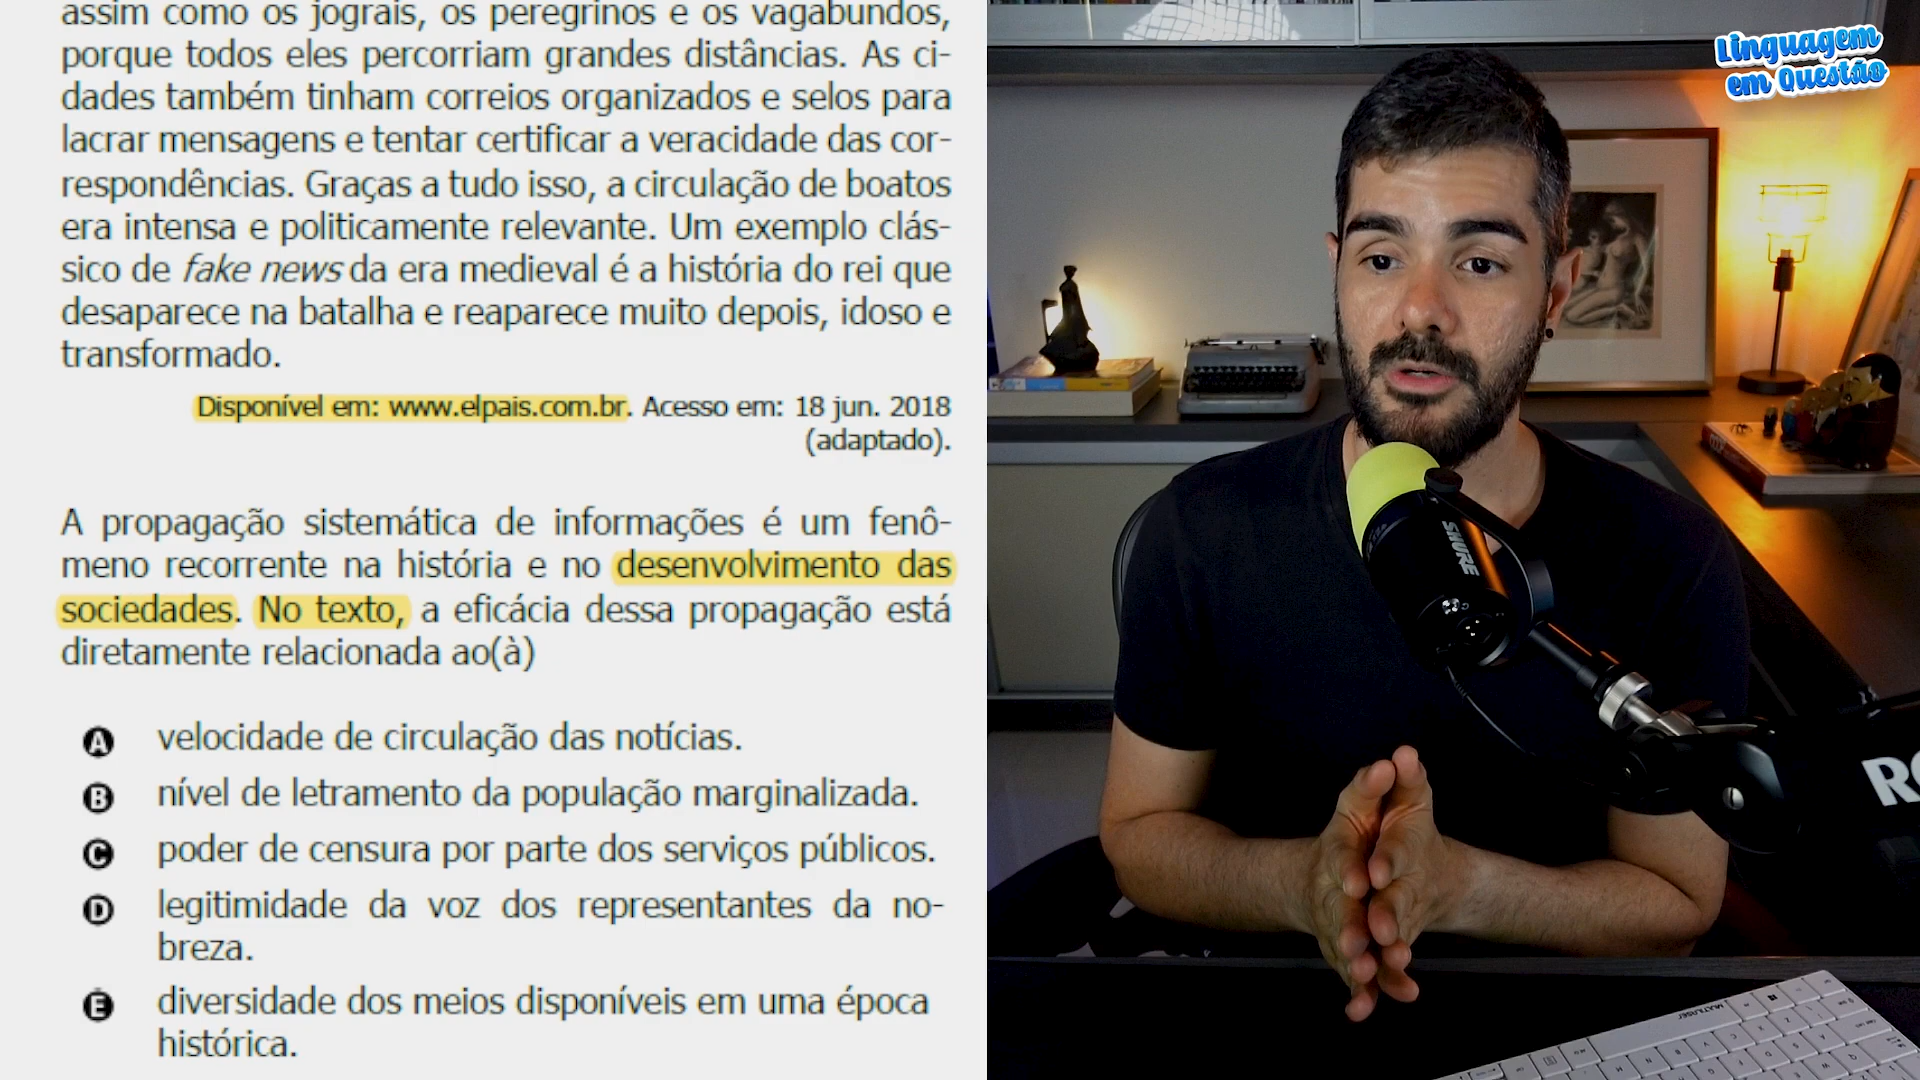 assim como os jograis, os peregrinos e os vagabundos,
porque todos eles percorriam grandes distâncias. As ci-
dades também tinham correios organizados e selos para
lacrar mensagens e tentar certificar a veracidade das cor-
respondências. Graças a tudo isso, a circulação de boatos
era intensa e politicamente relevante. Um exemplo clás-
sico de fake news da era medieval é a história do rei que
desaparece na batalha e reaparece muito depois, idoso e
transformado.
Disponível em: www.elpais.com.br. Acesso em: 18 jun. 2018
(adaptado).
A propagação sistemática de informações é um fenô-
meno recorrente na história e no desenvolvimento das
sociedades. No texto, a eficácia dessa propagação está
diretamente relacionada ao(à)
A velocidade de circulação das notícias.
B nível de letramento da população marginalizada.
C poder de censura por parte dos serviços públicos.
D legitimidade da voz dos representantes da no-
breza.
E diversidade dos meios disponíveis em uma época
histórica.
Linguagem
em Questão
SHURE